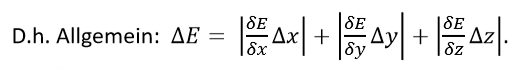 D.h. Allgemein: ΔE = |δE/δx Δx| + |δE/δy Δy| + |δE/δz Δz|.